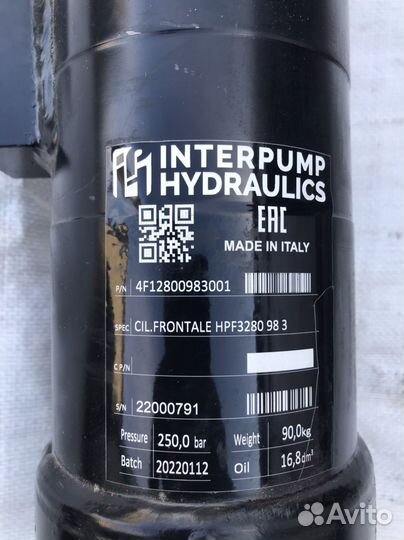 INTERPUMP
HYDRAULICS
EAC
MADE IN ITALY
P/N 4F12800983001
SPEC CIL.FRONTALE HPF3280 98 3
C P/N
S/N 22000791
Pressure 250,0 bar Weight 90,0kg
Batch 20220112 Oil 16,8dm³
Avito